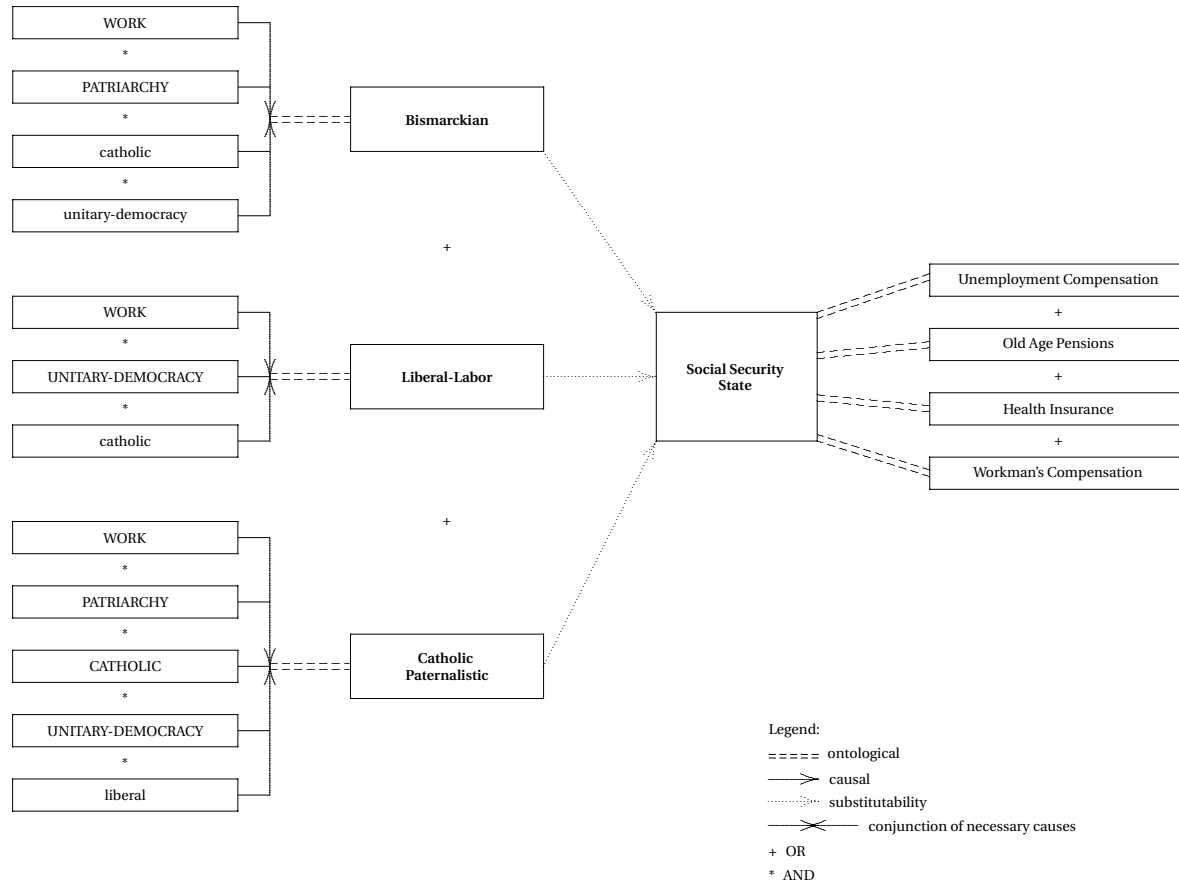 WORK
*
PATRIARCHY
*
catholic
*
unitary-democracy
Bismarckian
+
WORK
*
UNITARY-DEMOCRACY
*
catholic
Liberal-Labor
+
WORK
*
PATRIARCHY
*
CATHOLIC
*
UNITARY-DEMOCRACY
*
liberal
Catholic
Paternalistic
Social Security
State
Unemployment Compensation
+
Old Age Pensions
+
Health Insurance
+
Workman's Compensation
Legend:
ontological
causal
substitutability
conjunction of necessary causes
+ OR
* AND